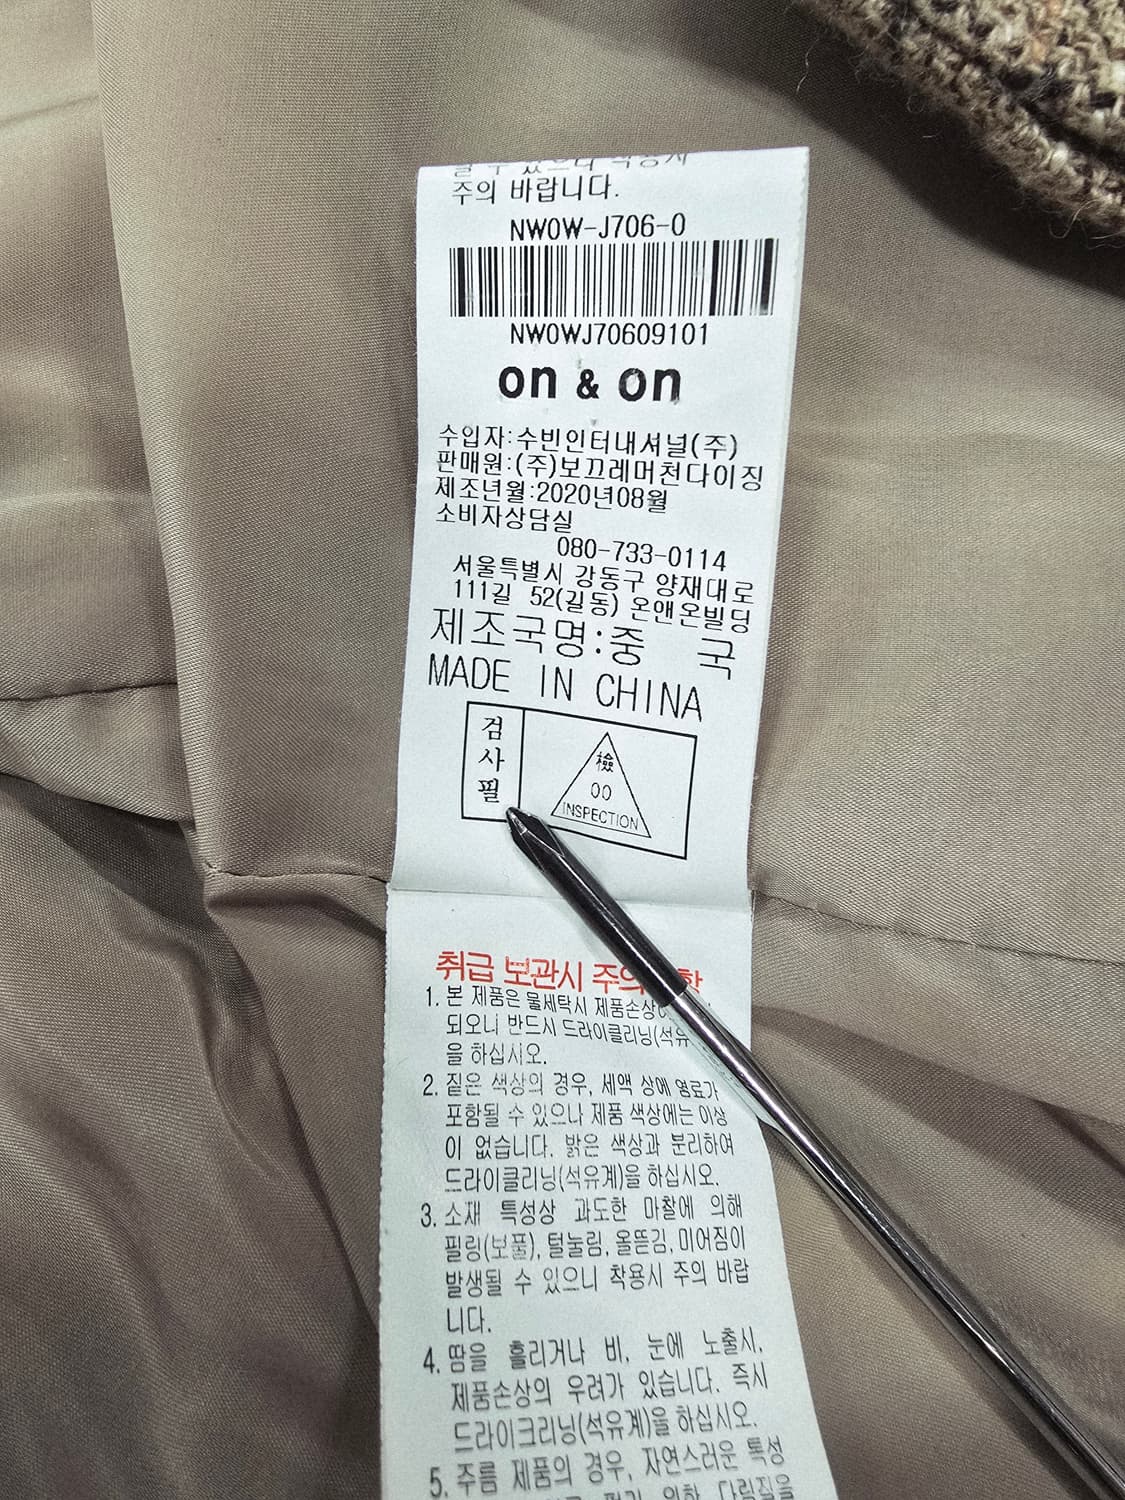 주의 바랍니다.
NW0W-J706-0
NW0WJ70609101
on & on
수입자:수빈인터내셔널(주)
판매원:(주)보끄레머천다이징
제조년월:2020년08월
소비자상담실
080-733-0114
서울특별시 강동구 양재대로
111길 52(길동) 온앤온빌딩
제조국명:중 국
MADE IN CHINA
검사필
檢
00
INSPECTION
취급 보관시 주의
1. 본 제품은 물세탁시
되오니 반드시 드라이클리닝(석유
을 하십시오.
2. 짙은 색상의 경우, 세액 상에 염료가
포함될 수 있으나 제품 색상에는 이상
이 없습니다. 밝은 색상과 분리하여
드라이클리닝(석유계)을 하십시오.
3. 소재 특성상 과도한 마찰에 의해
필링(보풀), 털눌림, 올뜯김, 미어짐이
발생될 수 있으니 착용시 주의 바랍
니다.
4. 땀을 흘리거나 비, 눈에 노출시,
제품손상의 우려가 있습니다. 즉시
드라이크리닝(석유계)을 하십시오.
5. 주름 제품의 경우, 자연스러운 특성